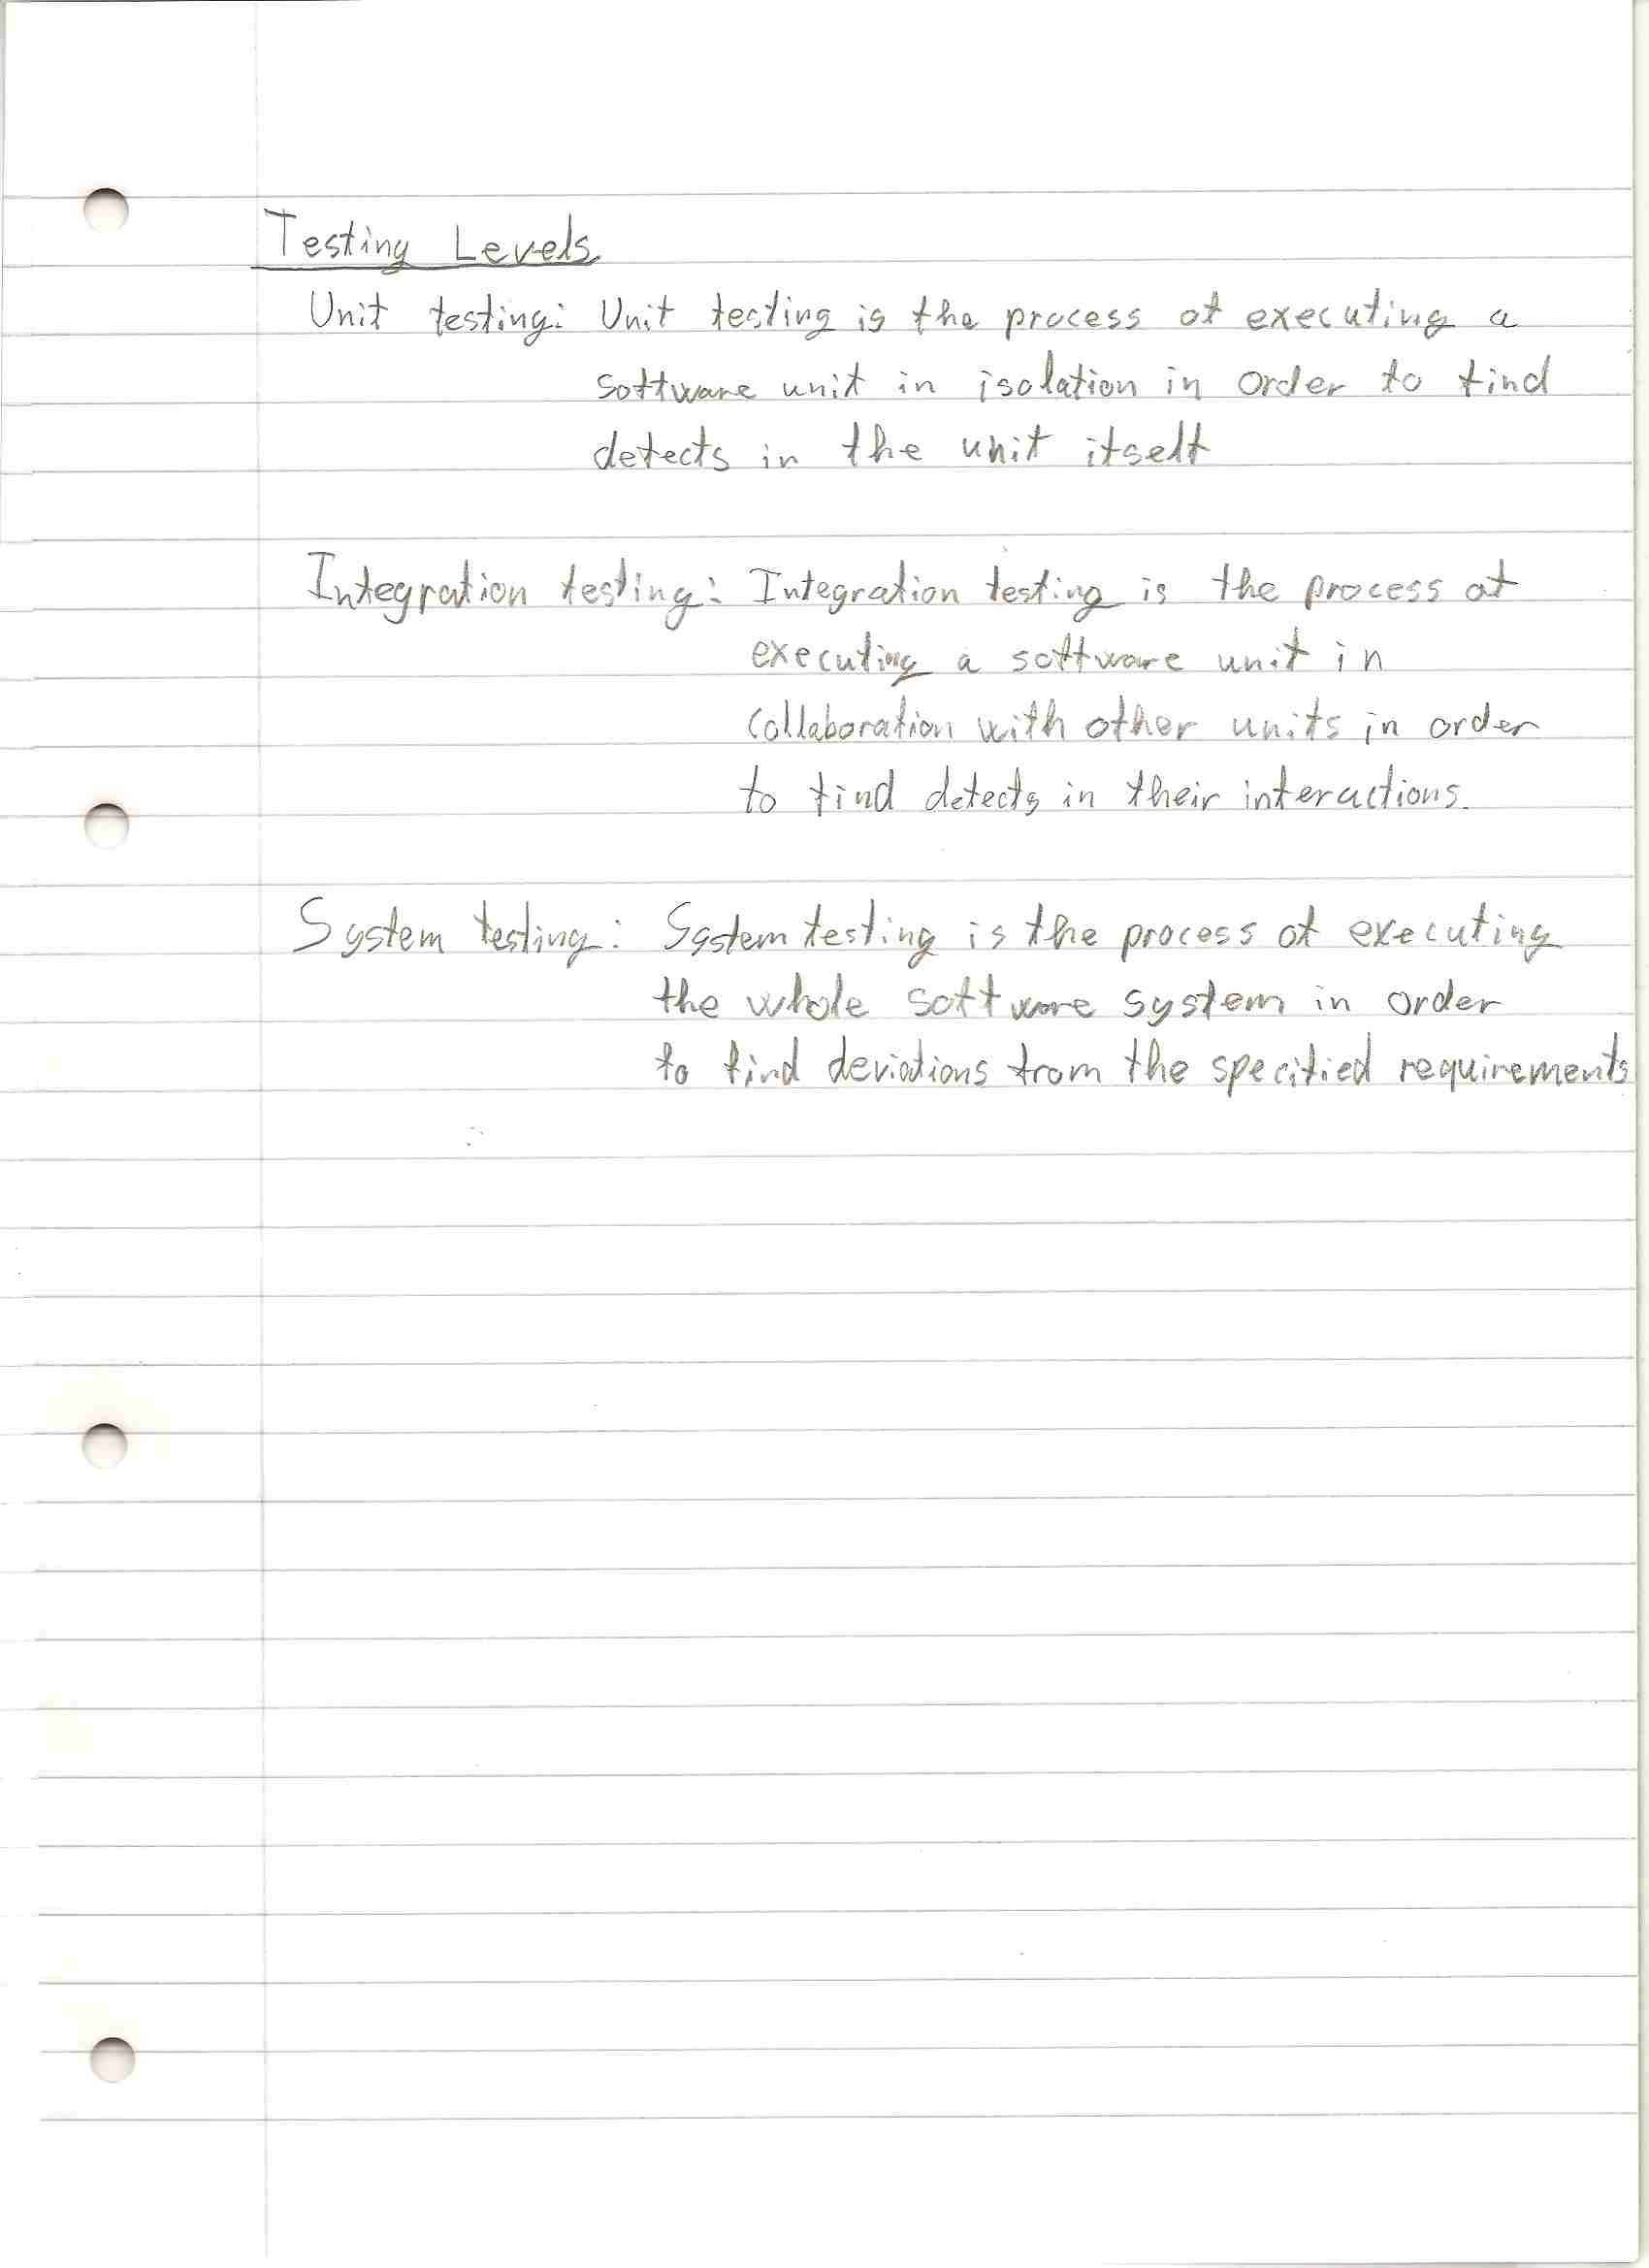 Testing Levels
Unit testing: Unit testing is the process of executing a
software unit in isolation in order to find
defects in the unit itself
Integration testing: Integration testing is the process of
executing a software unit in
collaboration with other units in order
to find defects in their interactions.
System testing: System testing is the process of executing
the whole software system in order
to find deviations from the specified requirements